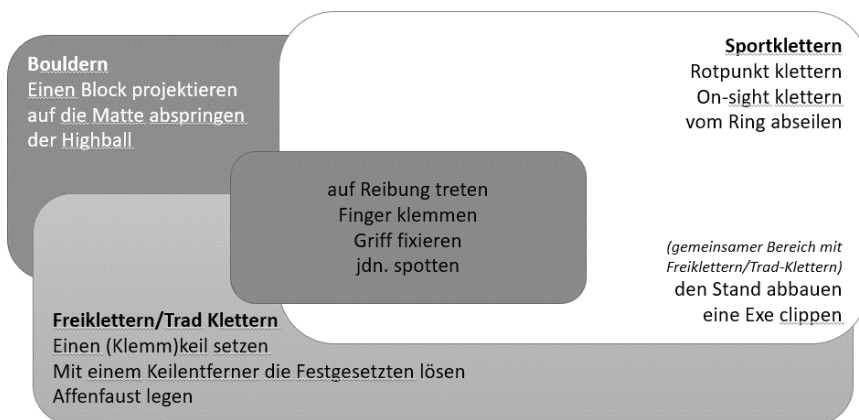 Bouldern
Einen Block projektieren
auf die Matte abspringen
der Highball
Sportklettern
Rotpunkt klettern
On-sight klettern
vom Ring abseilen
auf Reibung treten
Finger klemmen
Griff fixieren
jdn. spotten
(gemeinsamer Bereich mit
Freiklettern/Trad-Klettern)
den Stand abbauen
eine Exe clippen
Freiklettern/Trad Klettern
Einen (Klemm)keil setzen
Mit einem Keilentferner die Festgesetzten lösen
Affenfaust legen